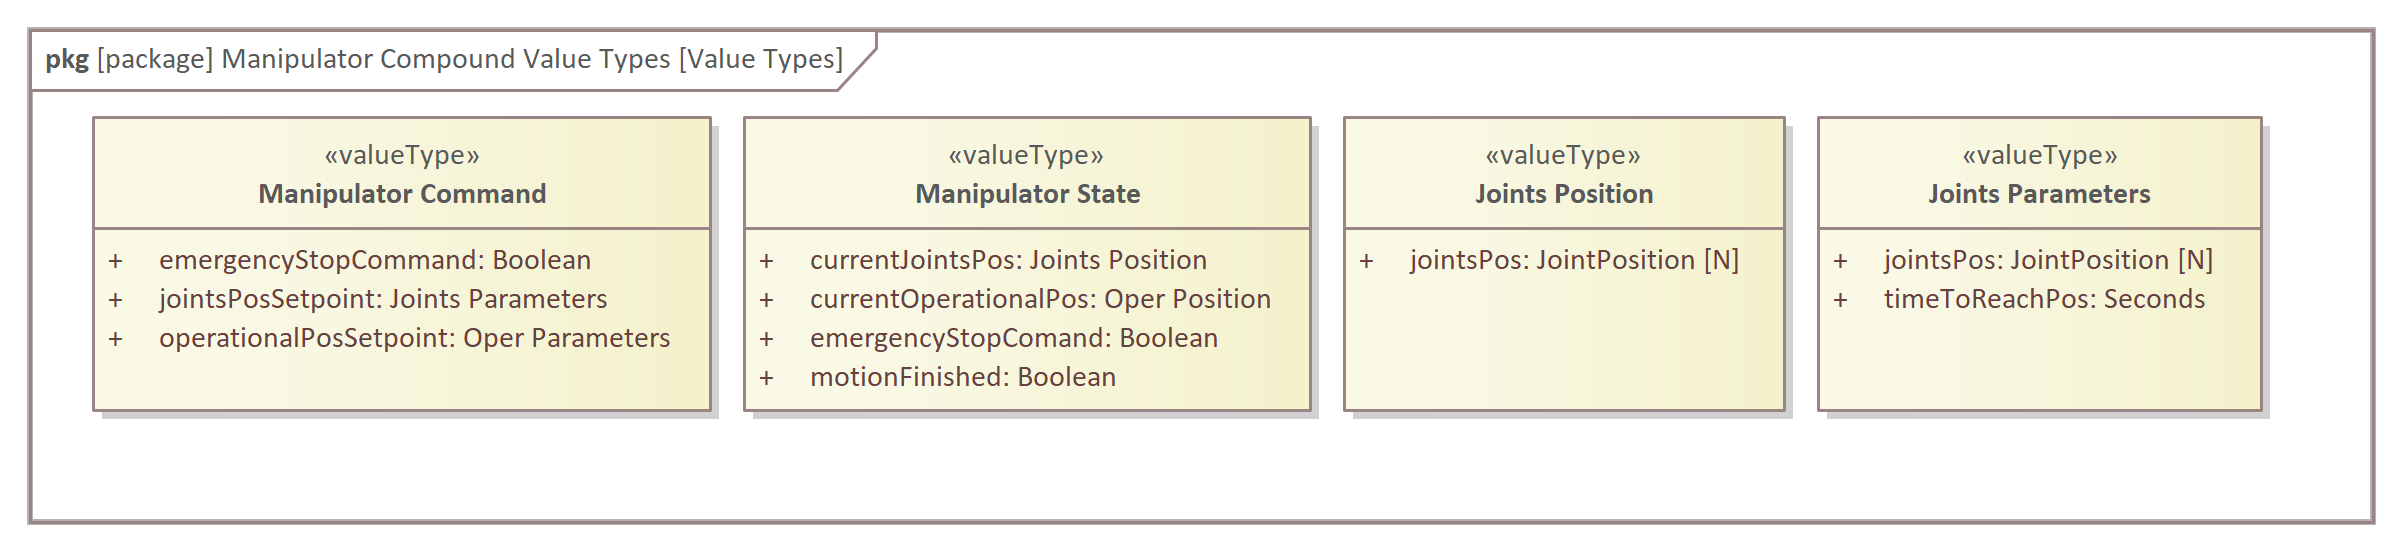 pkg [package] Manipulator Compound Value Types [Value Types]
«valueType»
Manipulator Command
+ emergencyStopCommand: Boolean
+ jointsPosSetpoint: Joints Parameters
+ operationalPosSetpoint: Oper Parameters
«valueType»
Manipulator State
+ currentJointsPos: Joints Position
+ currentOperationalPos: Oper Position
+ emergencyStopComand: Boolean
+ motionFinished: Boolean
«valueType»
Joints Position
+ jointsPos: JointPosition [N]
«valueType»
Joints Parameters
+ jointsPos: JointPosition [N]
+ timeToReachPos: Seconds